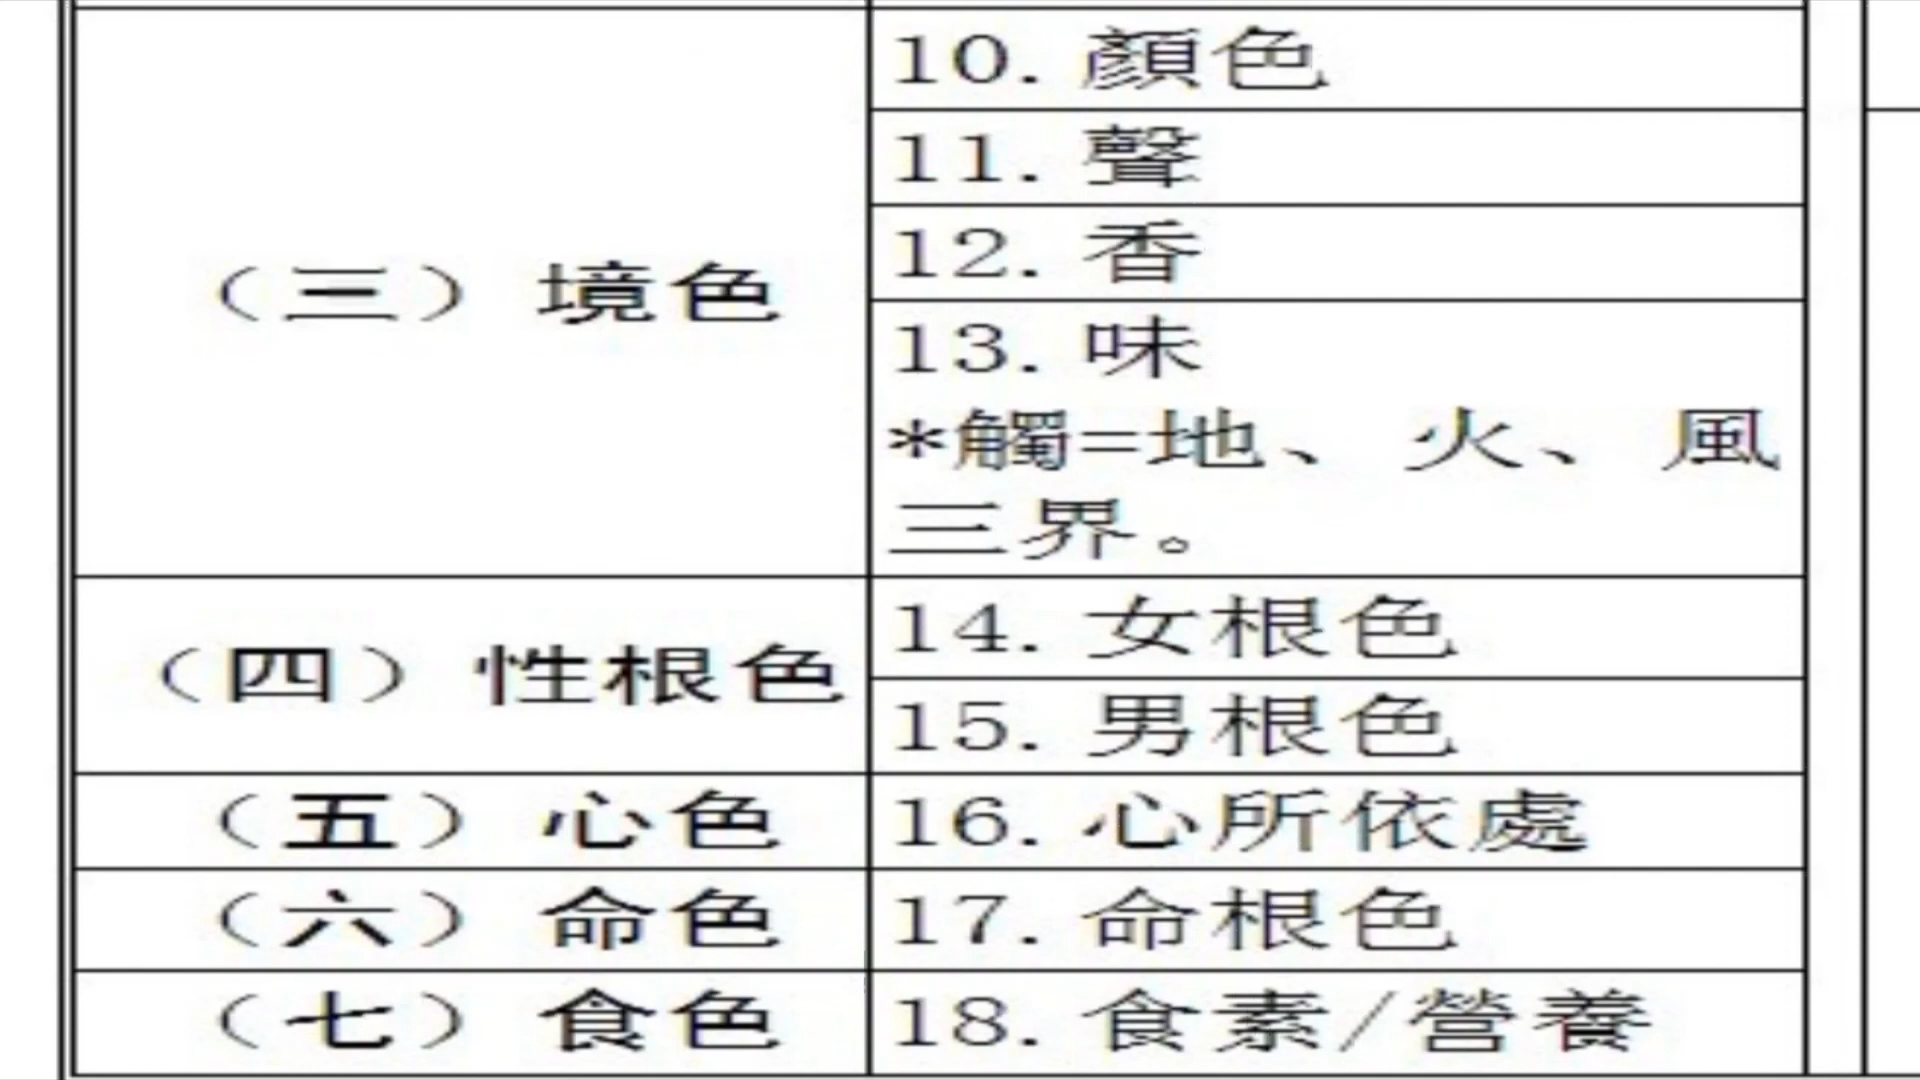 10. 顏色
11. 聲
12. 香
（三）境色
13. 味
*觸=地、火、風
三界。
14. 女根色
（四）性根色
15. 男根色
（五）心色 16. 心所依處
（六）命色 17. 命根色
（七）食色 18. 食素/營養